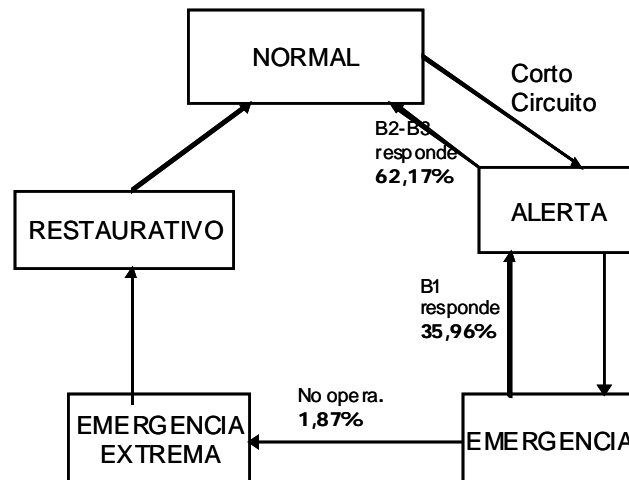 NORMAL
Corto
Circuito
B2-B3
responde
62,17%
ALERTA
RESTAURATIVO
B1
responde
35,96%
No opera.
1,87%
EMERGENCIA
EXTREMA
EMERGENCIA